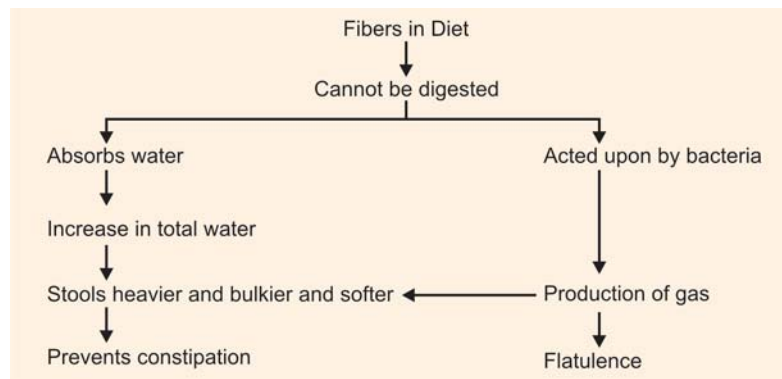 Fibers in Diet
Cannot be digested
Absorbs water
Acted upon by bacteria
Increase in total water
Stools heavier and bulkier and softer
Production of gas
Prevents constipation
Flatulence